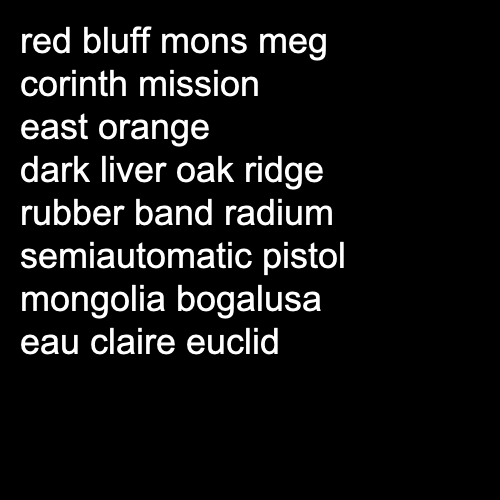 red bluff mons meg
corinth mission
east orange
dark liver oak ridge
rubber band radium
semiautomatic pistol
mongolia bogalusa
eau claire euclid